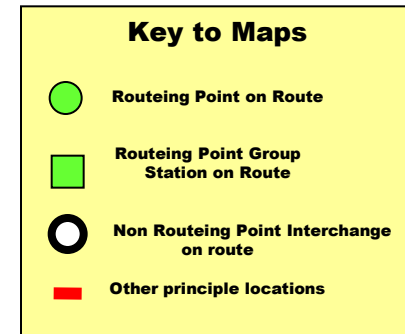 Key to Maps
Routeing Point on Route
Routeing Point Group
Station on Route
Non Routeing Point Interchange
on route
Other principle locations